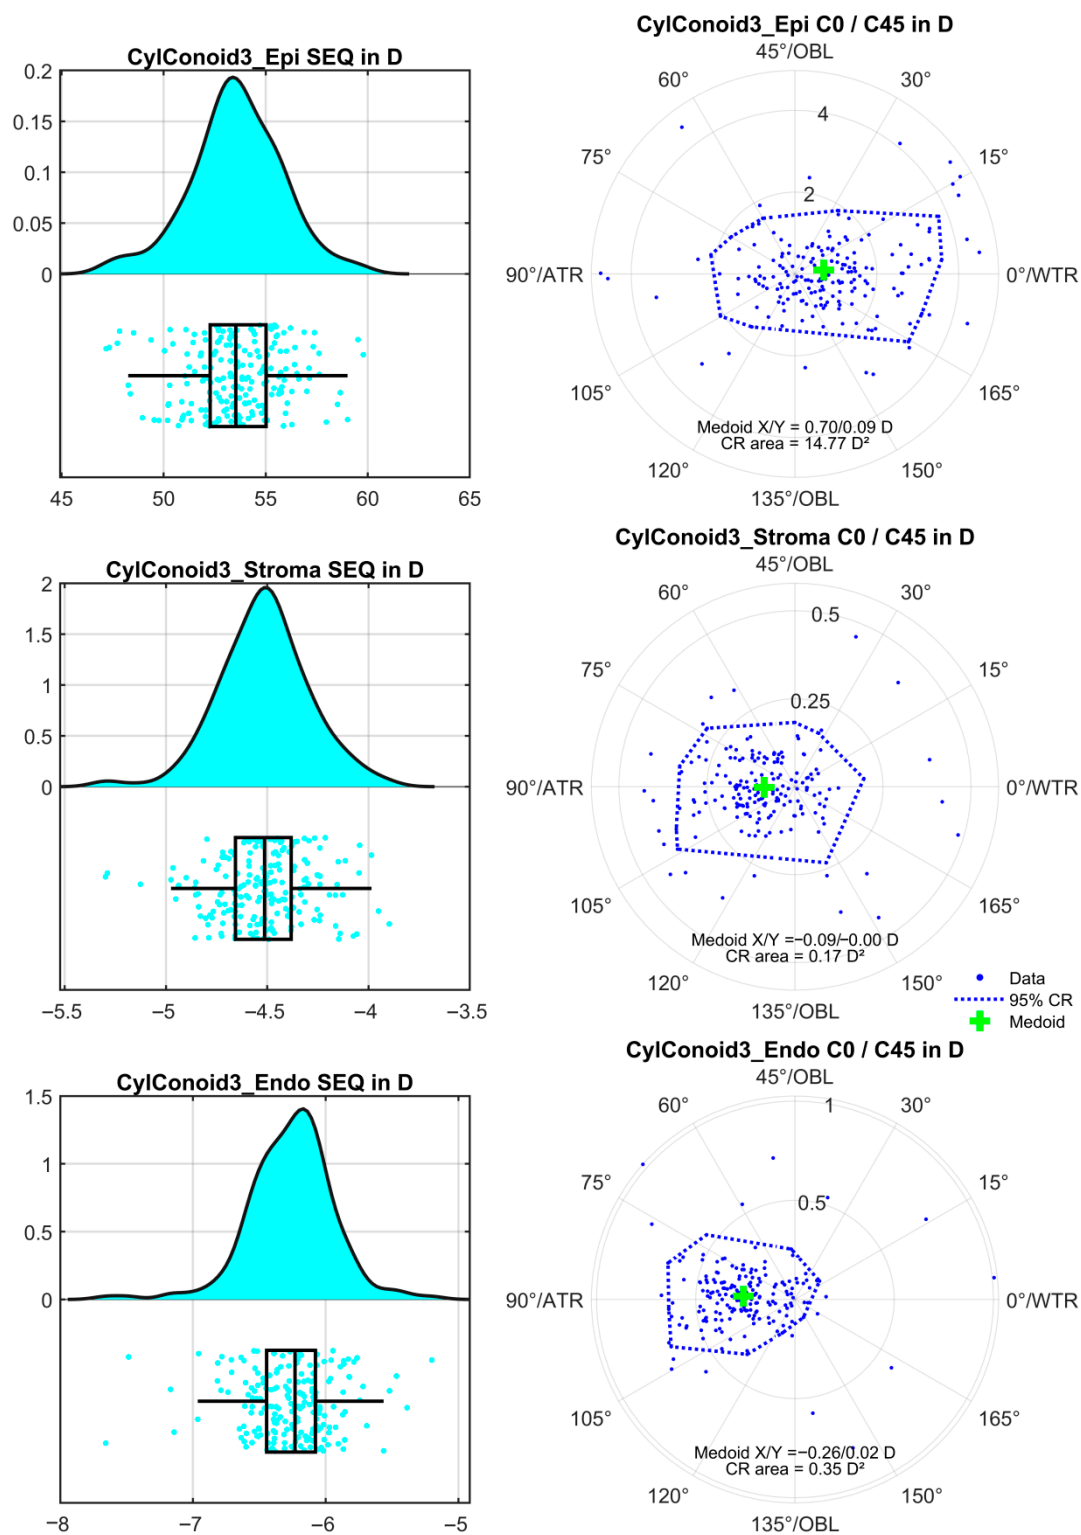 CylConoid3_Epi SEQ in D
0.2
0.15
0.1
0.05
0
45 50 55 60 65
CylConoid3_Epi C0 / C45 in D
45°/OBL
60° 30°
4
75° 15°
2
90°/ATR 0°/WTR
105° 165°
Medoid X/Y = 0.70/0.09 D
CR area = 14.77 D²
120° 150°
135°/OBL
CylConoid3_Stroma SEQ in D
2
1.5
1
0.5
0
−5.5 −5 −4.5 −4 −3.5
CylConoid3_Stroma C0 / C45 in D
45°/OBL
60° 30°
0.5
75° 15°
0.25
90°/ATR 0°/WTR
105° 165°
Medoid X/Y =−0.09/−0.00 D
CR area = 0.17 D²
120° 150°
135°/OBL
Data
95% CR
Medoid
CylConoid3_Endo SEQ in D
1.5
1
0.5
0
−8 −7 −6 −5
CylConoid3_Endo C0 / C45 in D
45°/OBL
60° 1 30°
75° 15°
0.5
90°/ATR 0°/WTR
105° 165°
Medoid X/Y =−0.26/0.02 D
CR area = 0.35 D²
120° 150°
135°/OBL